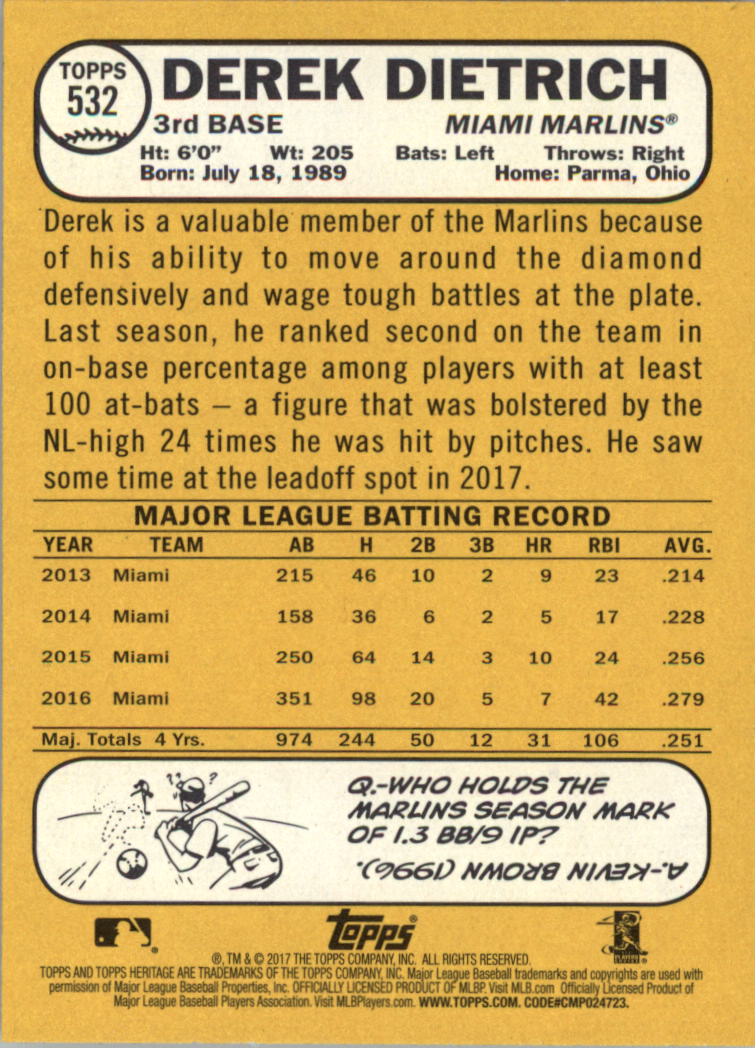 TOPPS
532
DEREK DIETRICH
3rd BASE MIAMI MARLINS®
Ht: 6'0" Wt: 205 Bats: Left Throws: Right
Born: July 18, 1989 Home: Parma, Ohio
Derek is a valuable member of the Marlins because
of his ability to move around the diamond
defensively and wage tough battles at the plate.
Last season, he ranked second on the team in
on-base percentage among players with at least
100 at-bats – a figure that was bolstered by the
NL-high 24 times he was hit by pitches. He saw
some time at the leadoff spot in 2017.
MAJOR LEAGUE BATTING RECORD
YEAR TEAM AB H 2B 3B HR RBI AVG.
2013 Miami 215 46 10 2 9 23 .214
2014 Miami 158 36 6 2 5 17 .228
2015 Miami 250 64 14 3 10 24 .256
2016 Miami 351 98 20 5 7 42 .279
Maj. Totals 4 Yrs. 974 244 50 12 31 106 .251
? ? ?
Q.-WHO HOLDS THE
MARLINS SEASON MARK
OF 1.3 BB/9 IP?
A.-KEVIN BROWN (1996).
® Topps® ®
®, TM & © 2017 THE TOPPS COMPANY, INC. ALL RIGHTS RESERVED.
TOPPS AND TOPPS HERITAGE ARE TRADEMARKS OF THE TOPPS COMPANY, INC. Major League Baseball trademarks and copyrights are used with
permission of Major League Baseball Properties, Inc. OFFICIALLY LICENSED PRODUCT OF MLBP. Visit MLB.com Officially Licensed Product of
Major League Baseball Players Association. Visit MLBPlayers.com. WWW.TOPPS.COM. CODE#CMP024723.